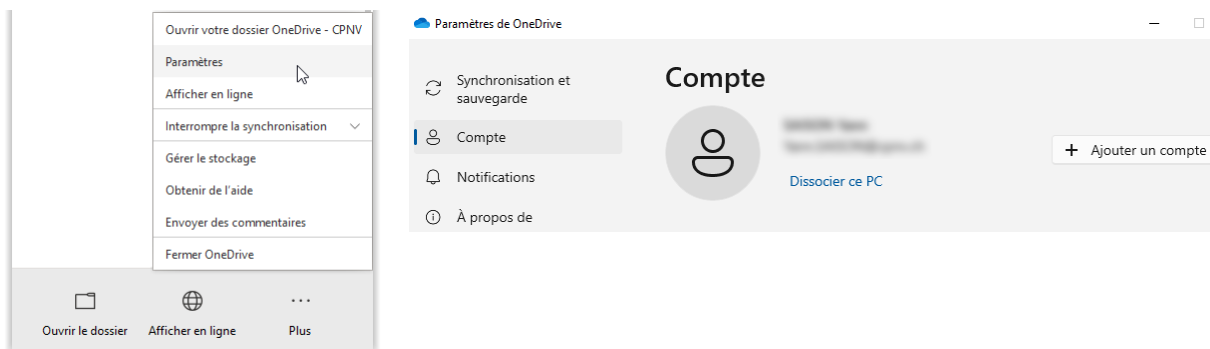 Ouvrir votre dossier OneDrive - CPNV
Paramètres
Afficher en ligne
Interrompre la synchronisation
Gérer le stockage
Obtenir de l'aide
Envoyer des commentaires
Fermer OneDrive
Ouvrir le dossier
Afficher en ligne
Plus
Paramètres de OneDrive
Synchronisation et
sauvegarde
Compte
Notifications
À propos de
Compte
Dissocier ce PC
Ajouter un compte